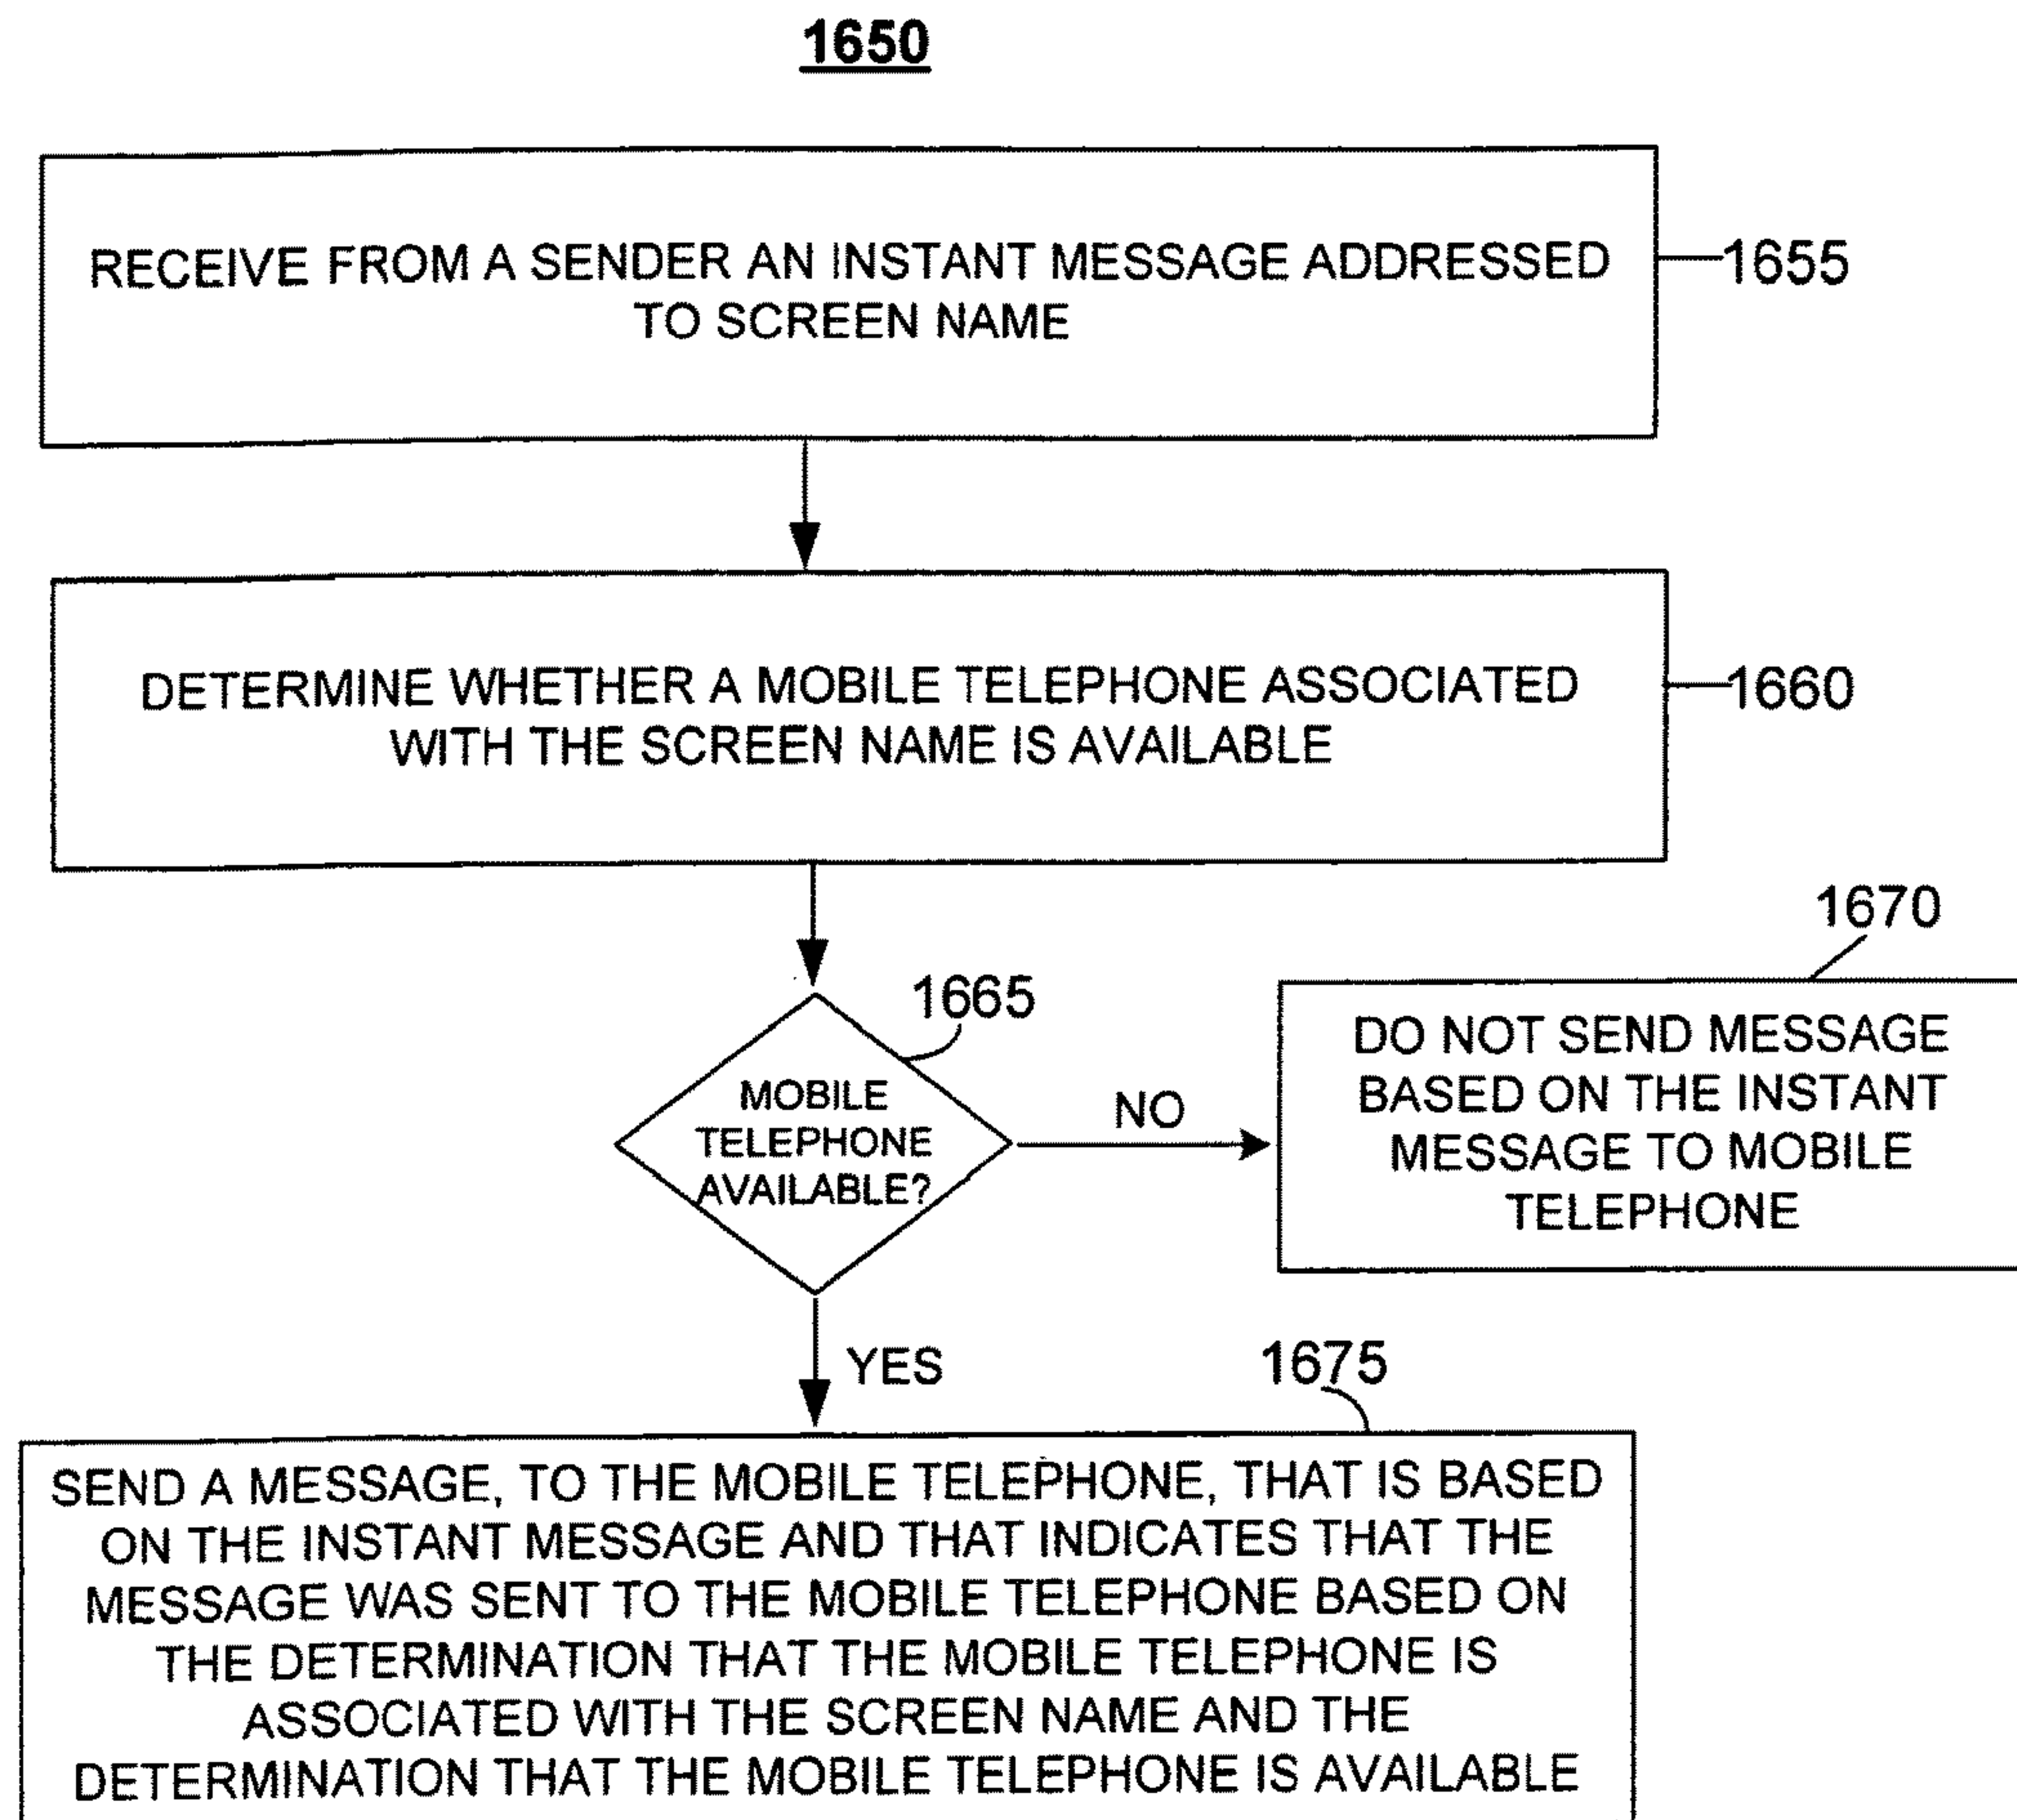 1650
RECEIVE FROM A SENDER AN INSTANT MESSAGE ADDRESSED
TO SCREEN NAME
1655
DETERMINE WHETHER A MOBILE TELEPHONE ASSOCIATED
WITH THE SCREEN NAME IS AVAILABLE
1660
1665
MOBILE
TELEPHONE
AVAILABLE?
NO
1670
DO NOT SEND MESSAGE
BASED ON THE INSTANT
MESSAGE TO MOBILE
TELEPHONE
YES
1675
SEND A MESSAGE, TO THE MOBILE TELEPHONE, THAT IS BASED
ON THE INSTANT MESSAGE AND THAT INDICATES THAT THE
MESSAGE WAS SENT TO THE MOBILE TELEPHONE BASED ON
THE DETERMINATION THAT THE MOBILE TELEPHONE IS
ASSOCIATED WITH THE SCREEN NAME AND THE
DETERMINATION THAT THE MOBILE TELEPHONE IS AVAILABLE